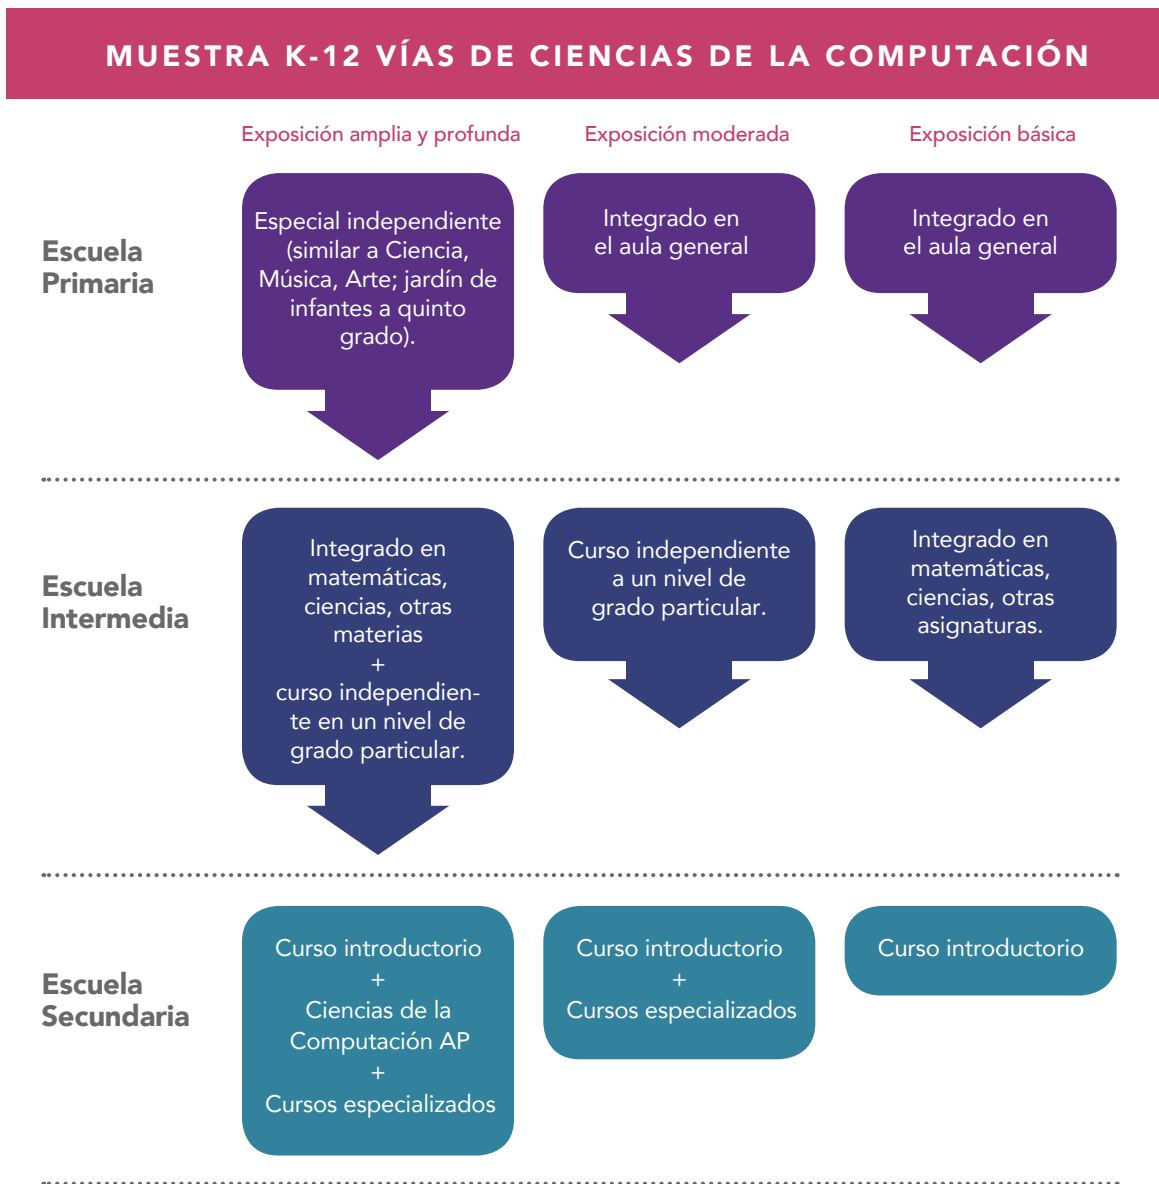 MUESTRA K-12 VÍAS DE CIENCIAS DE LA COMPUTACIÓN
Exposición amplia y profunda
Exposición moderada
Exposición básica
Escuela
Primaria
Especial independiente
(similar a Ciencia,
Música, Arte; jardín de
infantes a quinto
grado).
Integrado en
el aula general
Integrado en
el aula general
Escuela
Intermedia
Integrado en
matemáticas,
ciencias, otras
materias
+
curso independien-
te en un nivel de
grado particular.
Curso independiente
a un nivel de
grado particular.
Integrado en
matemáticas,
ciencias, otras
asignaturas.
Escuela
Secundaria
Curso introductorio
+
Ciencias de la
Computación AP
+
Cursos especializados
Curso introductorio
+
Cursos especializados
Curso introductorio